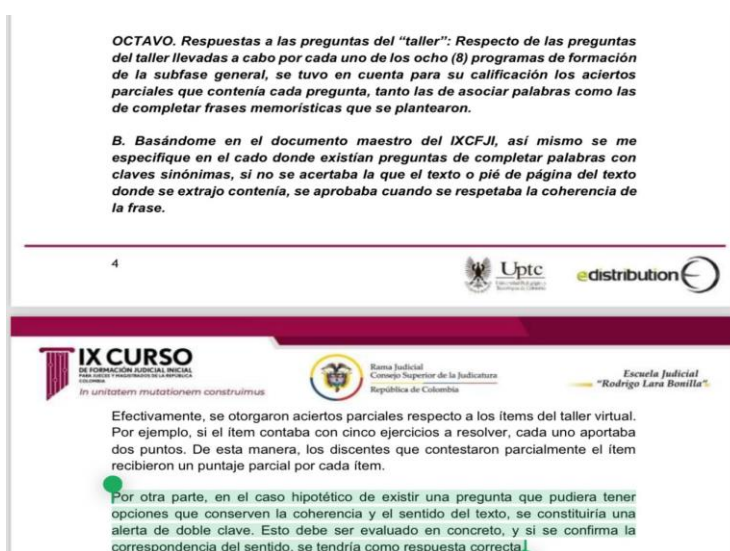 OCTAVO. Respuestas a las preguntas del “taller”: Respecto de las preguntas
del taller llevadas a cabo por cada uno de los ocho (8) programas de formación
de la subfase general, se tuvo en cuenta para su calificación los aciertos
parciales que contenía cada pregunta, tanto las de asociar palabras como las
de completar frases memorísticas que se plantearon.
B. Basándome en el documento maestro del IXCFJI, así mismo se me
especifique en el cado donde existían preguntas de completar palabras con
claves sinónimas, si no se acertaba la que el texto o pié de página del texto
donde se extrajo contenía, se aprobaba cuando se respetaba la coherencia de
la frase.
4
Uptc
edistribution
IX CURSO
DE FORMACIÓN JUDICIAL INICIAL
PARA JUECES Y MAGISTRADOS DE LA REPÚBLICA
COLOMBIA
In unitatem mutationem construimus
Rama Judicial
Consejo Superior de la Judicatura
República de Colombia
Escuela Judicial
“Rodrigo Lara Bonilla”
Efectivamente, se otorgaron aciertos parciales respecto a los ítems del taller virtual.
Por ejemplo, si el ítem contaba con cinco ejercicios a resolver, cada uno aportaba
dos puntos. De esta manera, los discentes que contestaron parcialmente el ítem
recibieron un puntaje parcial por cada ítem.
Por otra parte, en el caso hipotético de existir una pregunta que pudiera tener
opciones que conserven la coherencia y el sentido del texto, se constituiría una
alerta de doble clave. Esto debe ser evaluado en concreto, y si se confirma la
correspondencia del sentido, se tendría como respuesta correcta.